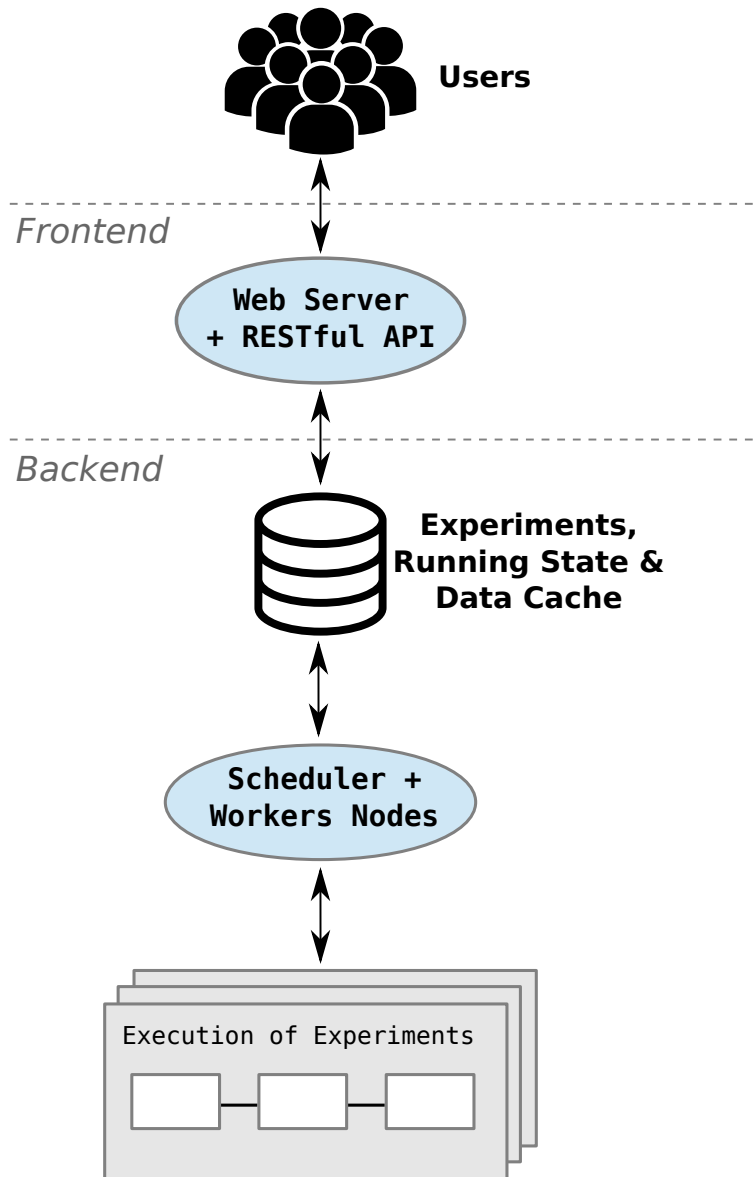 Users
Frontend
Web Server
+ RESTful API
Backend
Experiments,
Running State &
Data Cache
Scheduler +
Workers Nodes
Execution of Experiments